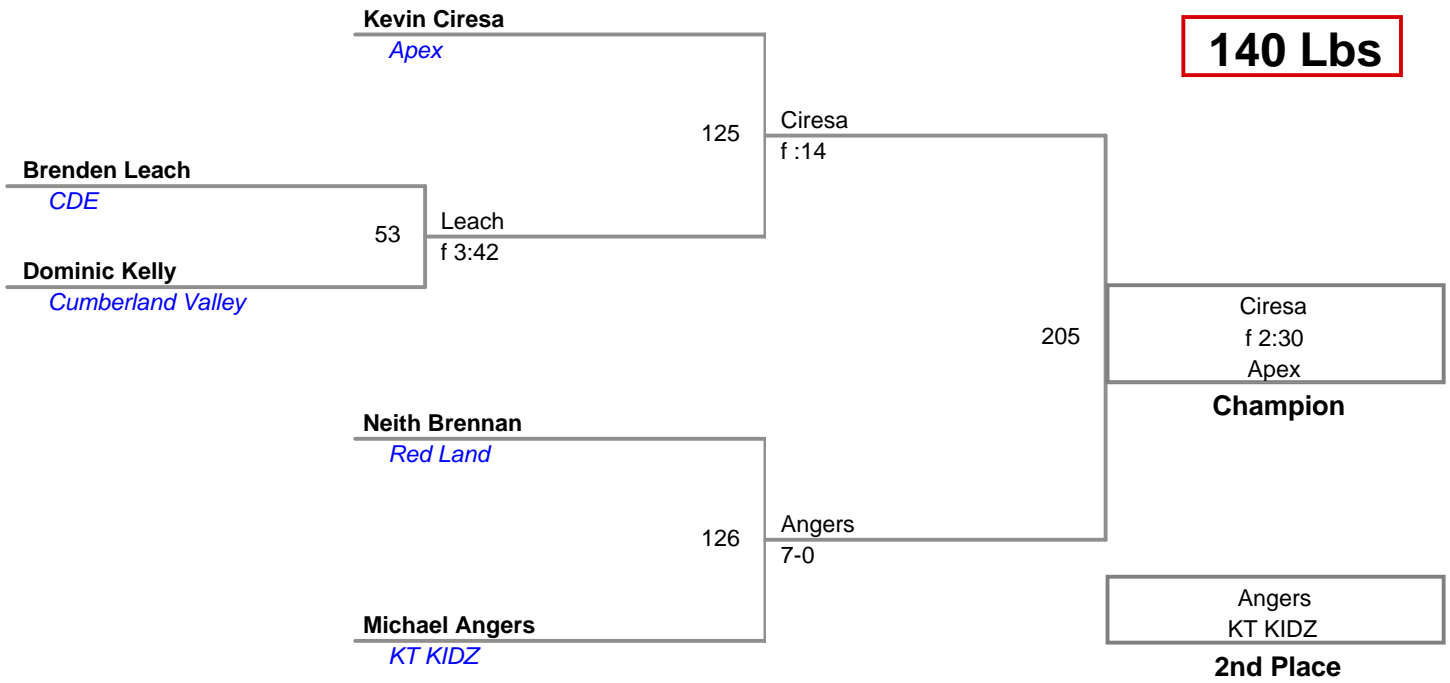 Kevin Ciresa
Apex
140 Lbs
125
Ciresa
f :14
Brenden Leach
CDE
53
Leach
f 3:42
Dominic Kelly
Cumberland Valley
205
Ciresa
f 2:30
Apex
Champion
Neith Brennan
Red Land
126
Angers
7-0
Michael Angers
KT KIDZ
Angers
KT KIDZ
2nd Place